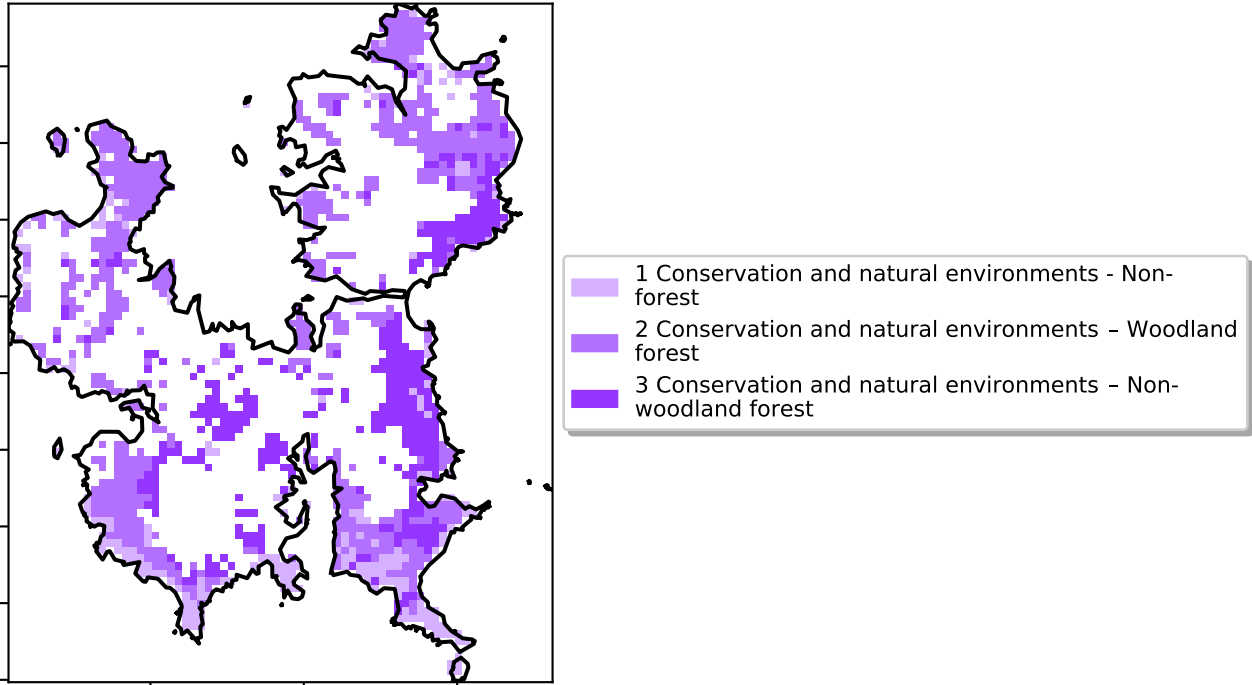 1 Conservation and natural environments - Non-
forest
2 Conservation and natural environments – Woodland
forest
3 Conservation and natural environments – Non-
woodland forest